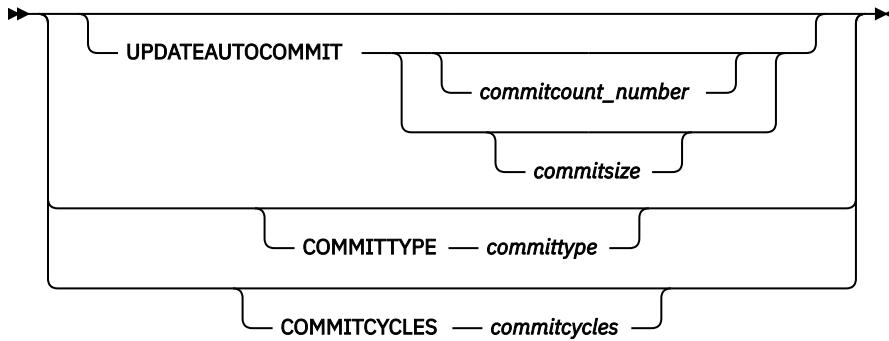 UPDATEAUTOCOMMIT
commitcount_number
commitsize
COMMITTYPE committype
COMMITCYCLES commitcycles